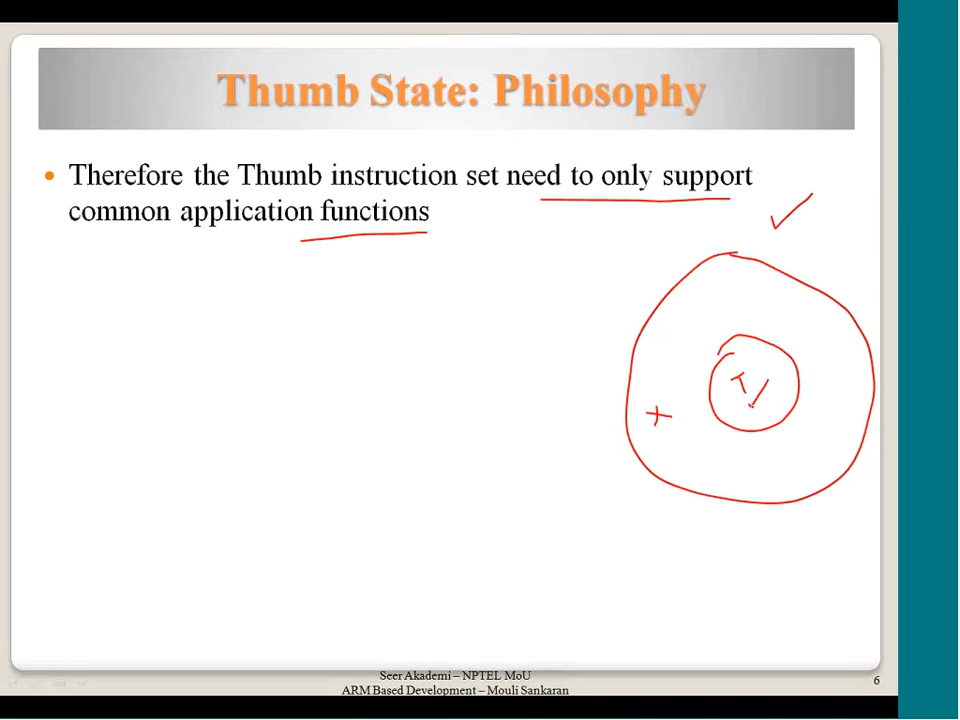 Thumb State: Philosophy
Therefore the Thumb instruction set need to only support
common application functions
+
T
Seer Akademi – NPTEL MoU
ARM Based Development – Mouli Sankaran
6